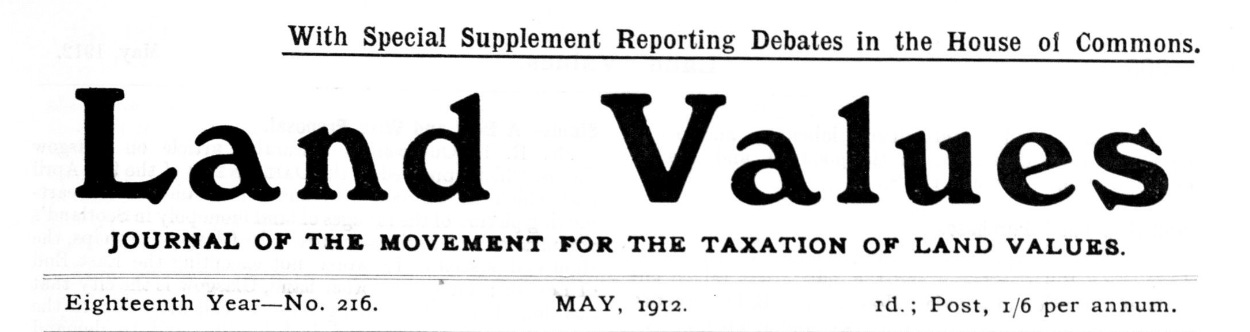 With Special Supplement Reporting Debates in the House of Commons.
Land Values
JOURNAL OF THE MOVEMENT FOR THE TAXATION OF LAND VALUES.
Eighteenth Year—No. 216. MAY, 1912. 1d.; Post, 1/6 per annum.